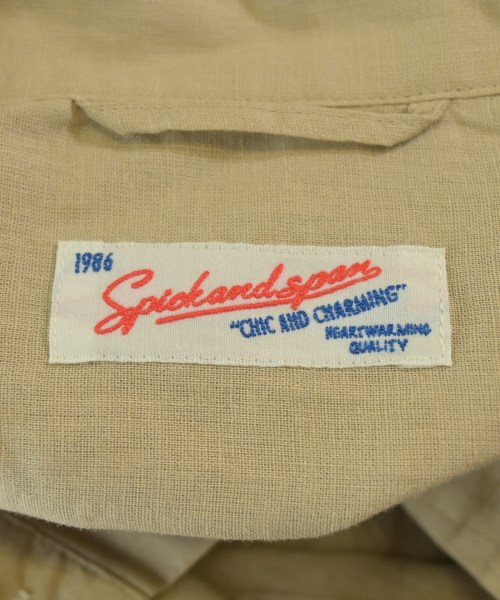 1986
Spickandspan
"CHIC AND CHARMING"
HEARTWARMING
QUALITY